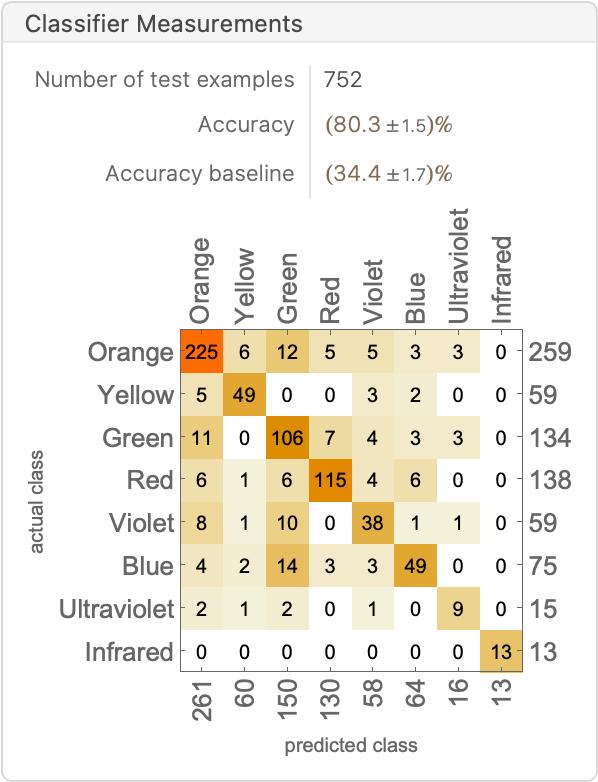 Classifier Measurements
Number of test examples 752
Accuracy (80.3 ±1.5)%
Accuracy baseline (34.4 ±1.7)%
Orange Yellow Green Red Violet Blue Ultraviolet Infrared
Orange 225 6 12 5 5 3 3 0 259
Yellow 5 49 0 0 3 2 0 0 59
Green 11 0 106 7 4 3 3 0 134
Red 6 1 6 115 4 6 0 0 138
actual class
Violet 8 1 10 0 38 1 1 0 59
Blue 4 2 14 3 3 49 0 0 75
Ultraviolet 2 1 2 0 1 0 9 0 15
Infrared 0 0 0 0 0 0 0 13 13
261 60 150 130 58 64 16 13
predicted class